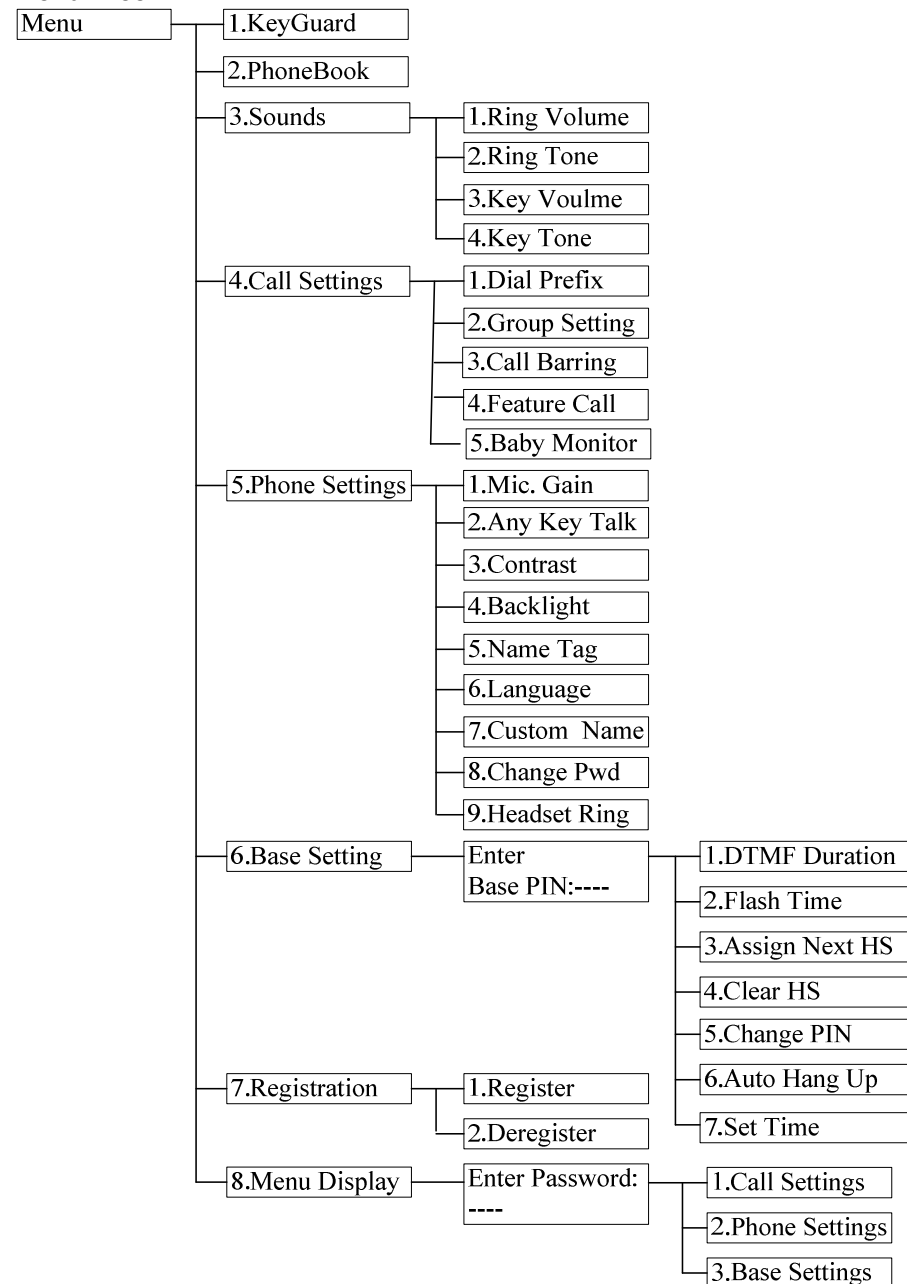 Menu
1.KeyGuard
2.PhoneBook
3.Sounds
1.Ring Volume
2.Ring Tone
3.Key Voulme
4.Key Tone
4.Call Settings
1.Dial Prefix
2.Group Setting
3.Call Barring
4.Feature Call
5.Baby Monitor
5.Phone Settings
1.Mic. Gain
2.Any Key Talk
3.Contrast
4.Backlight
5.Name Tag
6.Language
7.Custom Name
8.Change Pwd
9.Headset Ring
6.Base Setting
Enter
Base PIN:----
1.DTMF Duration
2.Flash Time
3.Assign Next HS
4.Clear HS
5.Change PIN
6.Auto Hang Up
7.Set Time
7.Registration
1.Register
2.Deregister
8.Menu Display
Enter Password:
----
1.Call Settings
2.Phone Settings
3.Base Settings